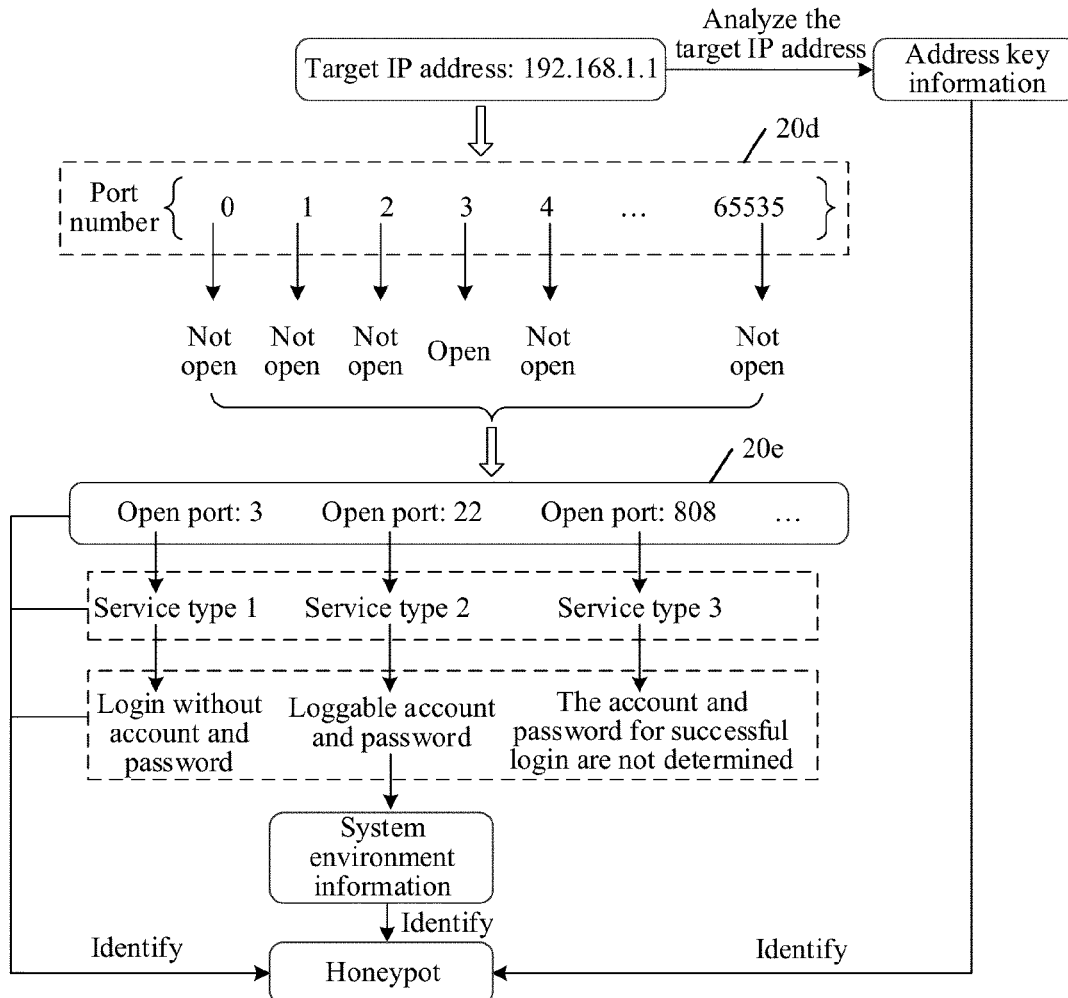 Analyze the
target IP address
Target IP address: 192.168.1.1
Address key
information
20d
Port
number
0 1 2 3 4 ... 65535
Not
open
Not
open
Not
open
Open
Not
open
Not
open
20e
Open port: 3 Open port: 22 Open port: 808 ...
Service type 1 Service type 2 Service type 3
Login without
account and
password
Loggable account
and password
The account and
password for successful
login are not determined
System
environment
information
Identify
Identify
Identify
Honeypot